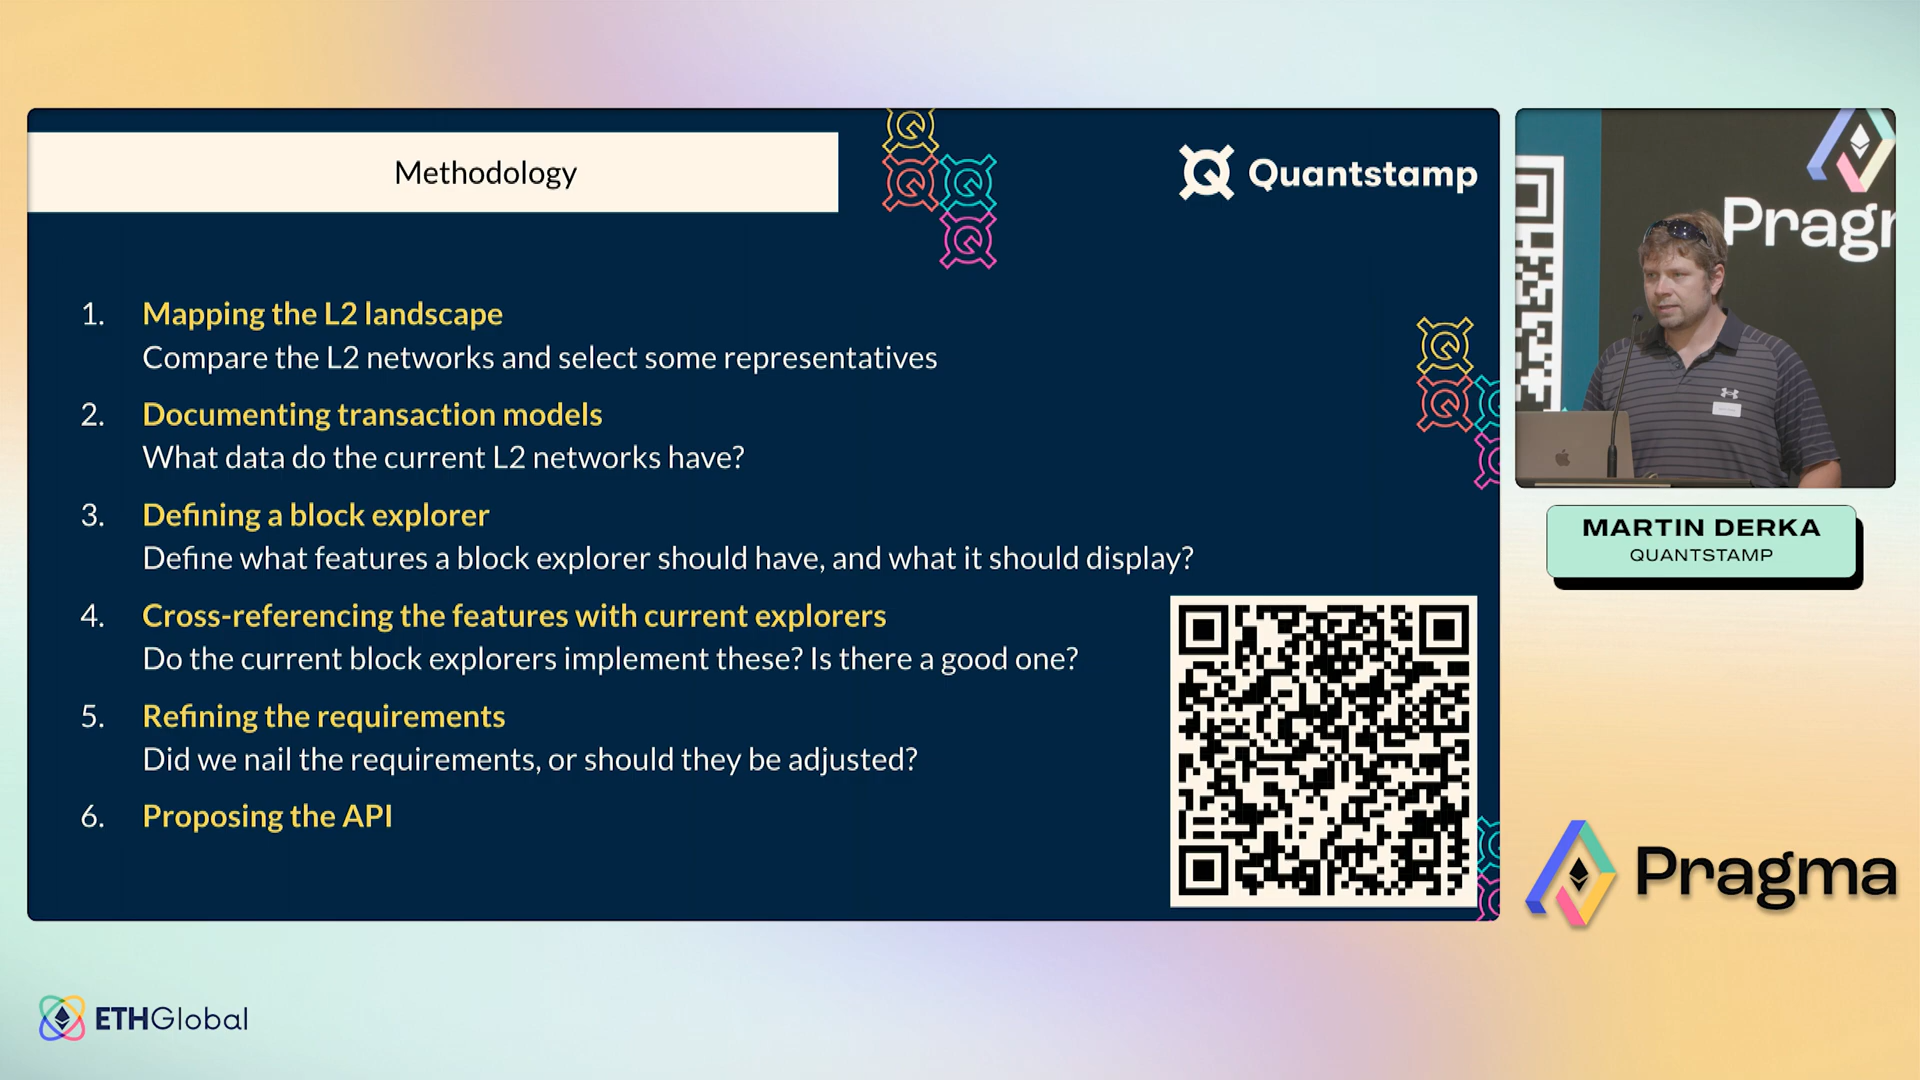 Methodology
Quantstamp
1. Mapping the L2 landscape
Compare the L2 networks and select some representatives
2. Documenting transaction models
What data do the current L2 networks have?
3. Defining a block explorer
Define what features a block explorer should have, and what it should display?
4. Cross-referencing the features with current explorers
Do the current block explorers implement these? Is there a good one?
5. Refining the requirements
Did we nail the requirements, or should they be adjusted?
6. Proposing the API
Pragr
MARTIN DERKA
QUANTSTAMP
Pragma
ETHGlobal